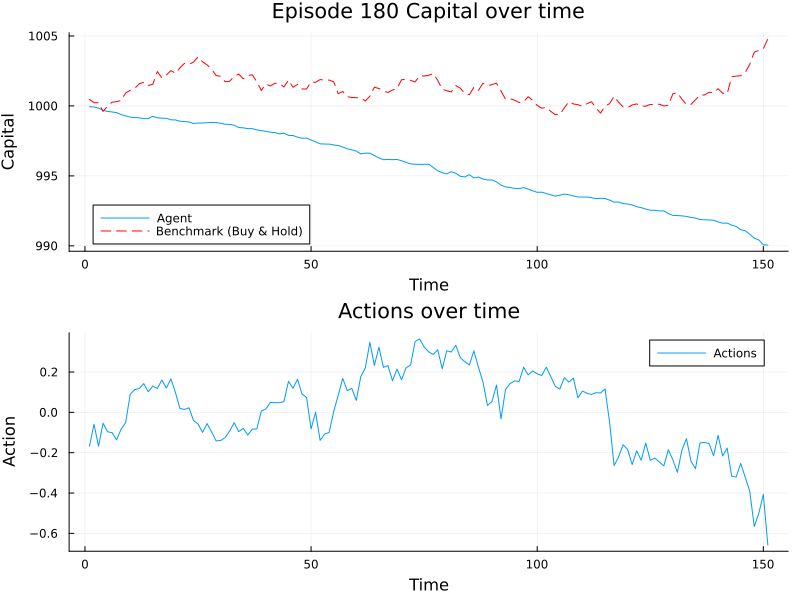 Episode 180 Capital over time
1005
1000
995
990
Capital
Agent
Benchmark (Buy & Hold)
0 50 100 150
Time
Actions over time
Actions
0.2
0.0
−0.2
−0.4
−0.6
Action
0 50 100 150
Time